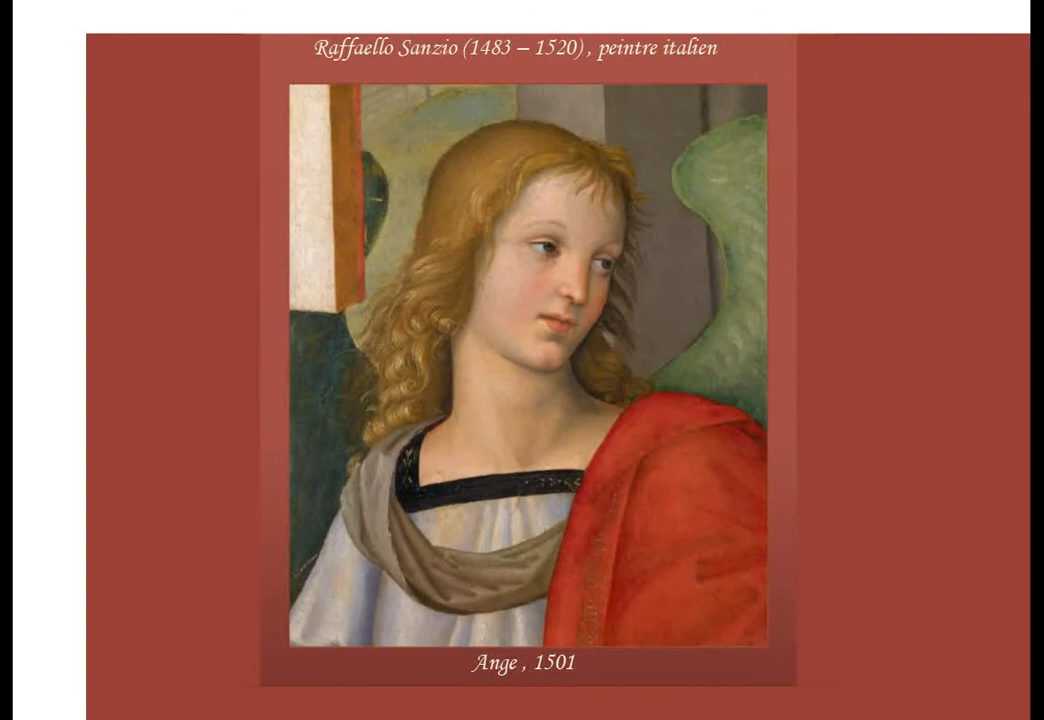 Raffaello Sanzio (1483 – 1520) , peintre italien
Ange , 1501